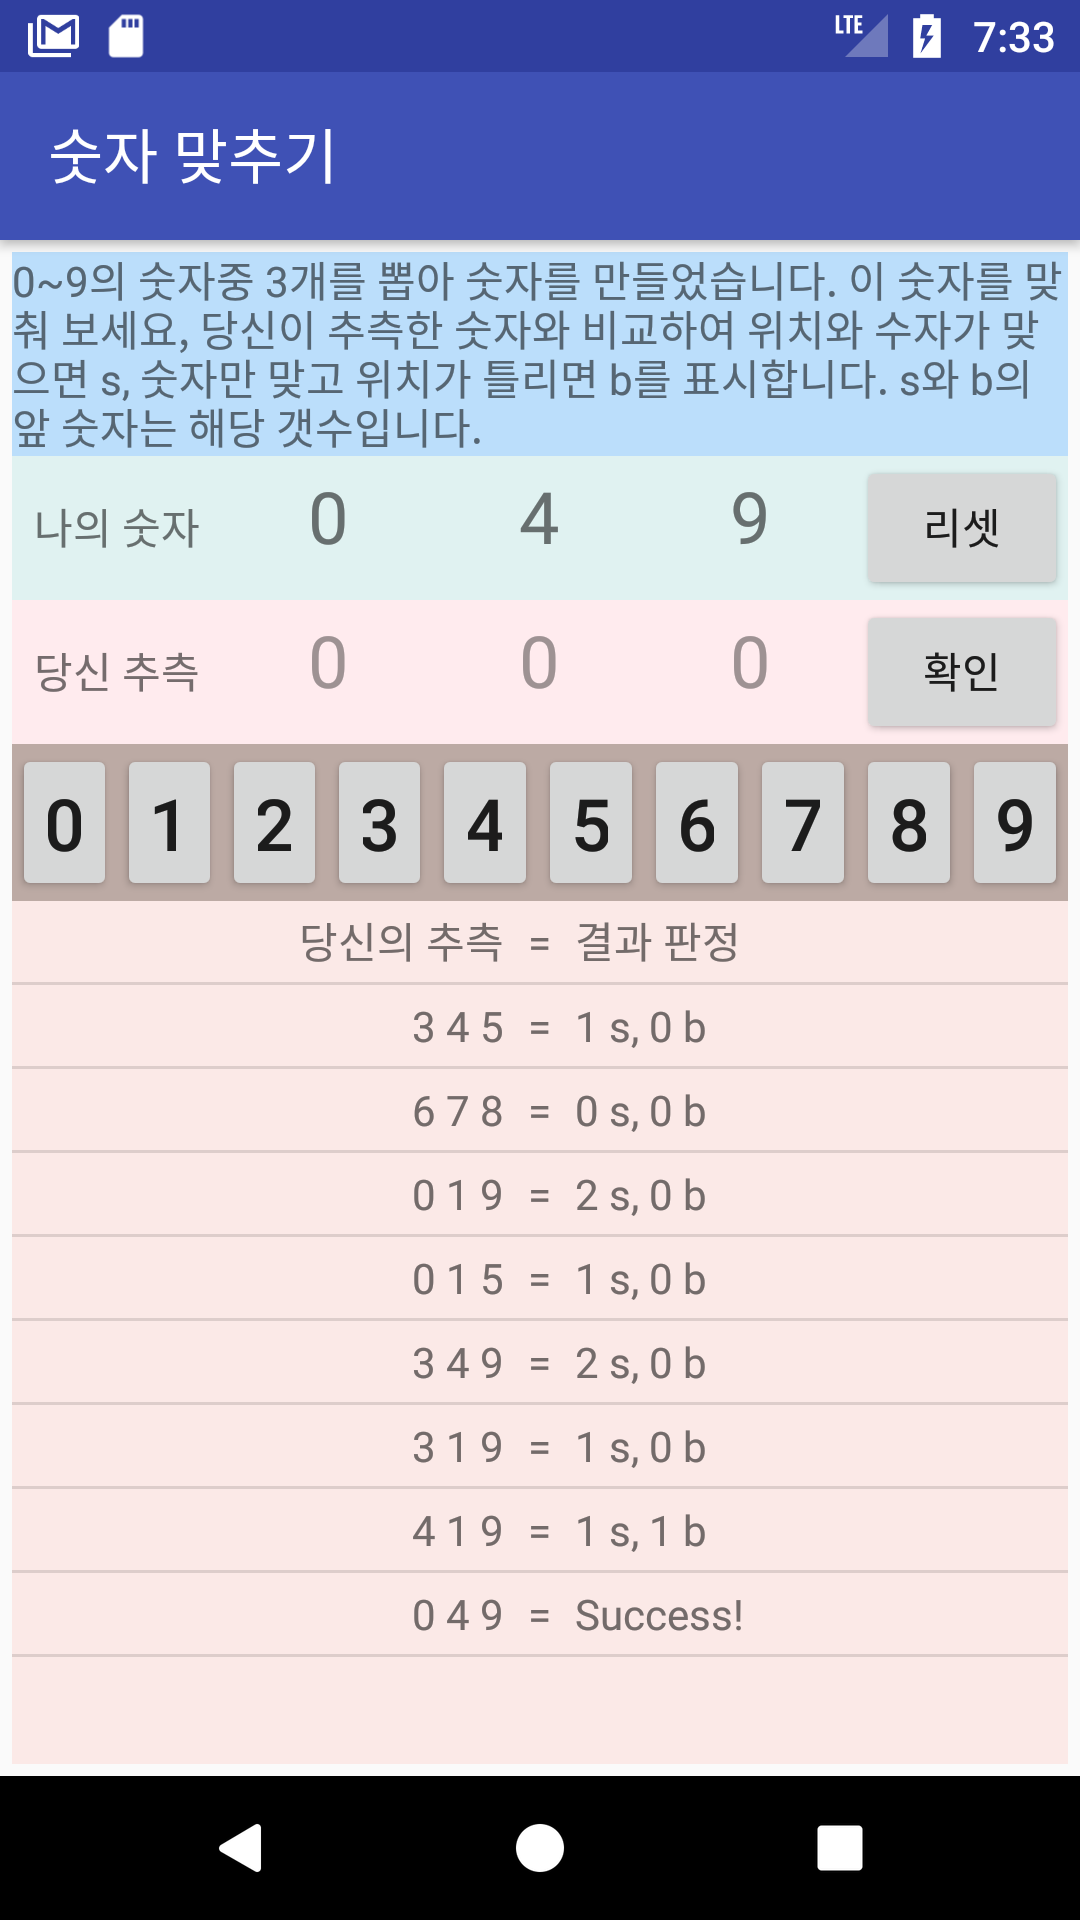 LTE 7:33
숫자 맞추기
0~9의 숫자중 3개를 뽑아 숫자를 만들었습니다. 이 숫자를 맞
춰 보세요, 당신이 추측한 숫자와 비교하여 위치와 수자가 맞
으면 s, 숫자만 맞고 위치가 틀리면 b를 표시합니다. s와 b의
앞 숫자는 해당 갯수입니다.
나의 숫자 0 4 9 리셋
당신 추측 0 0 0 확인
0 1 2 3 4 5 6 7 8 9
당신의 추측 = 결과 판정
3 4 5 = 1 s, 0 b
6 7 8 = 0 s, 0 b
0 1 9 = 2 s, 0 b
0 1 5 = 1 s, 0 b
3 4 9 = 2 s, 0 b
3 1 9 = 1 s, 0 b
4 1 9 = 1 s, 1 b
0 4 9 = Success!